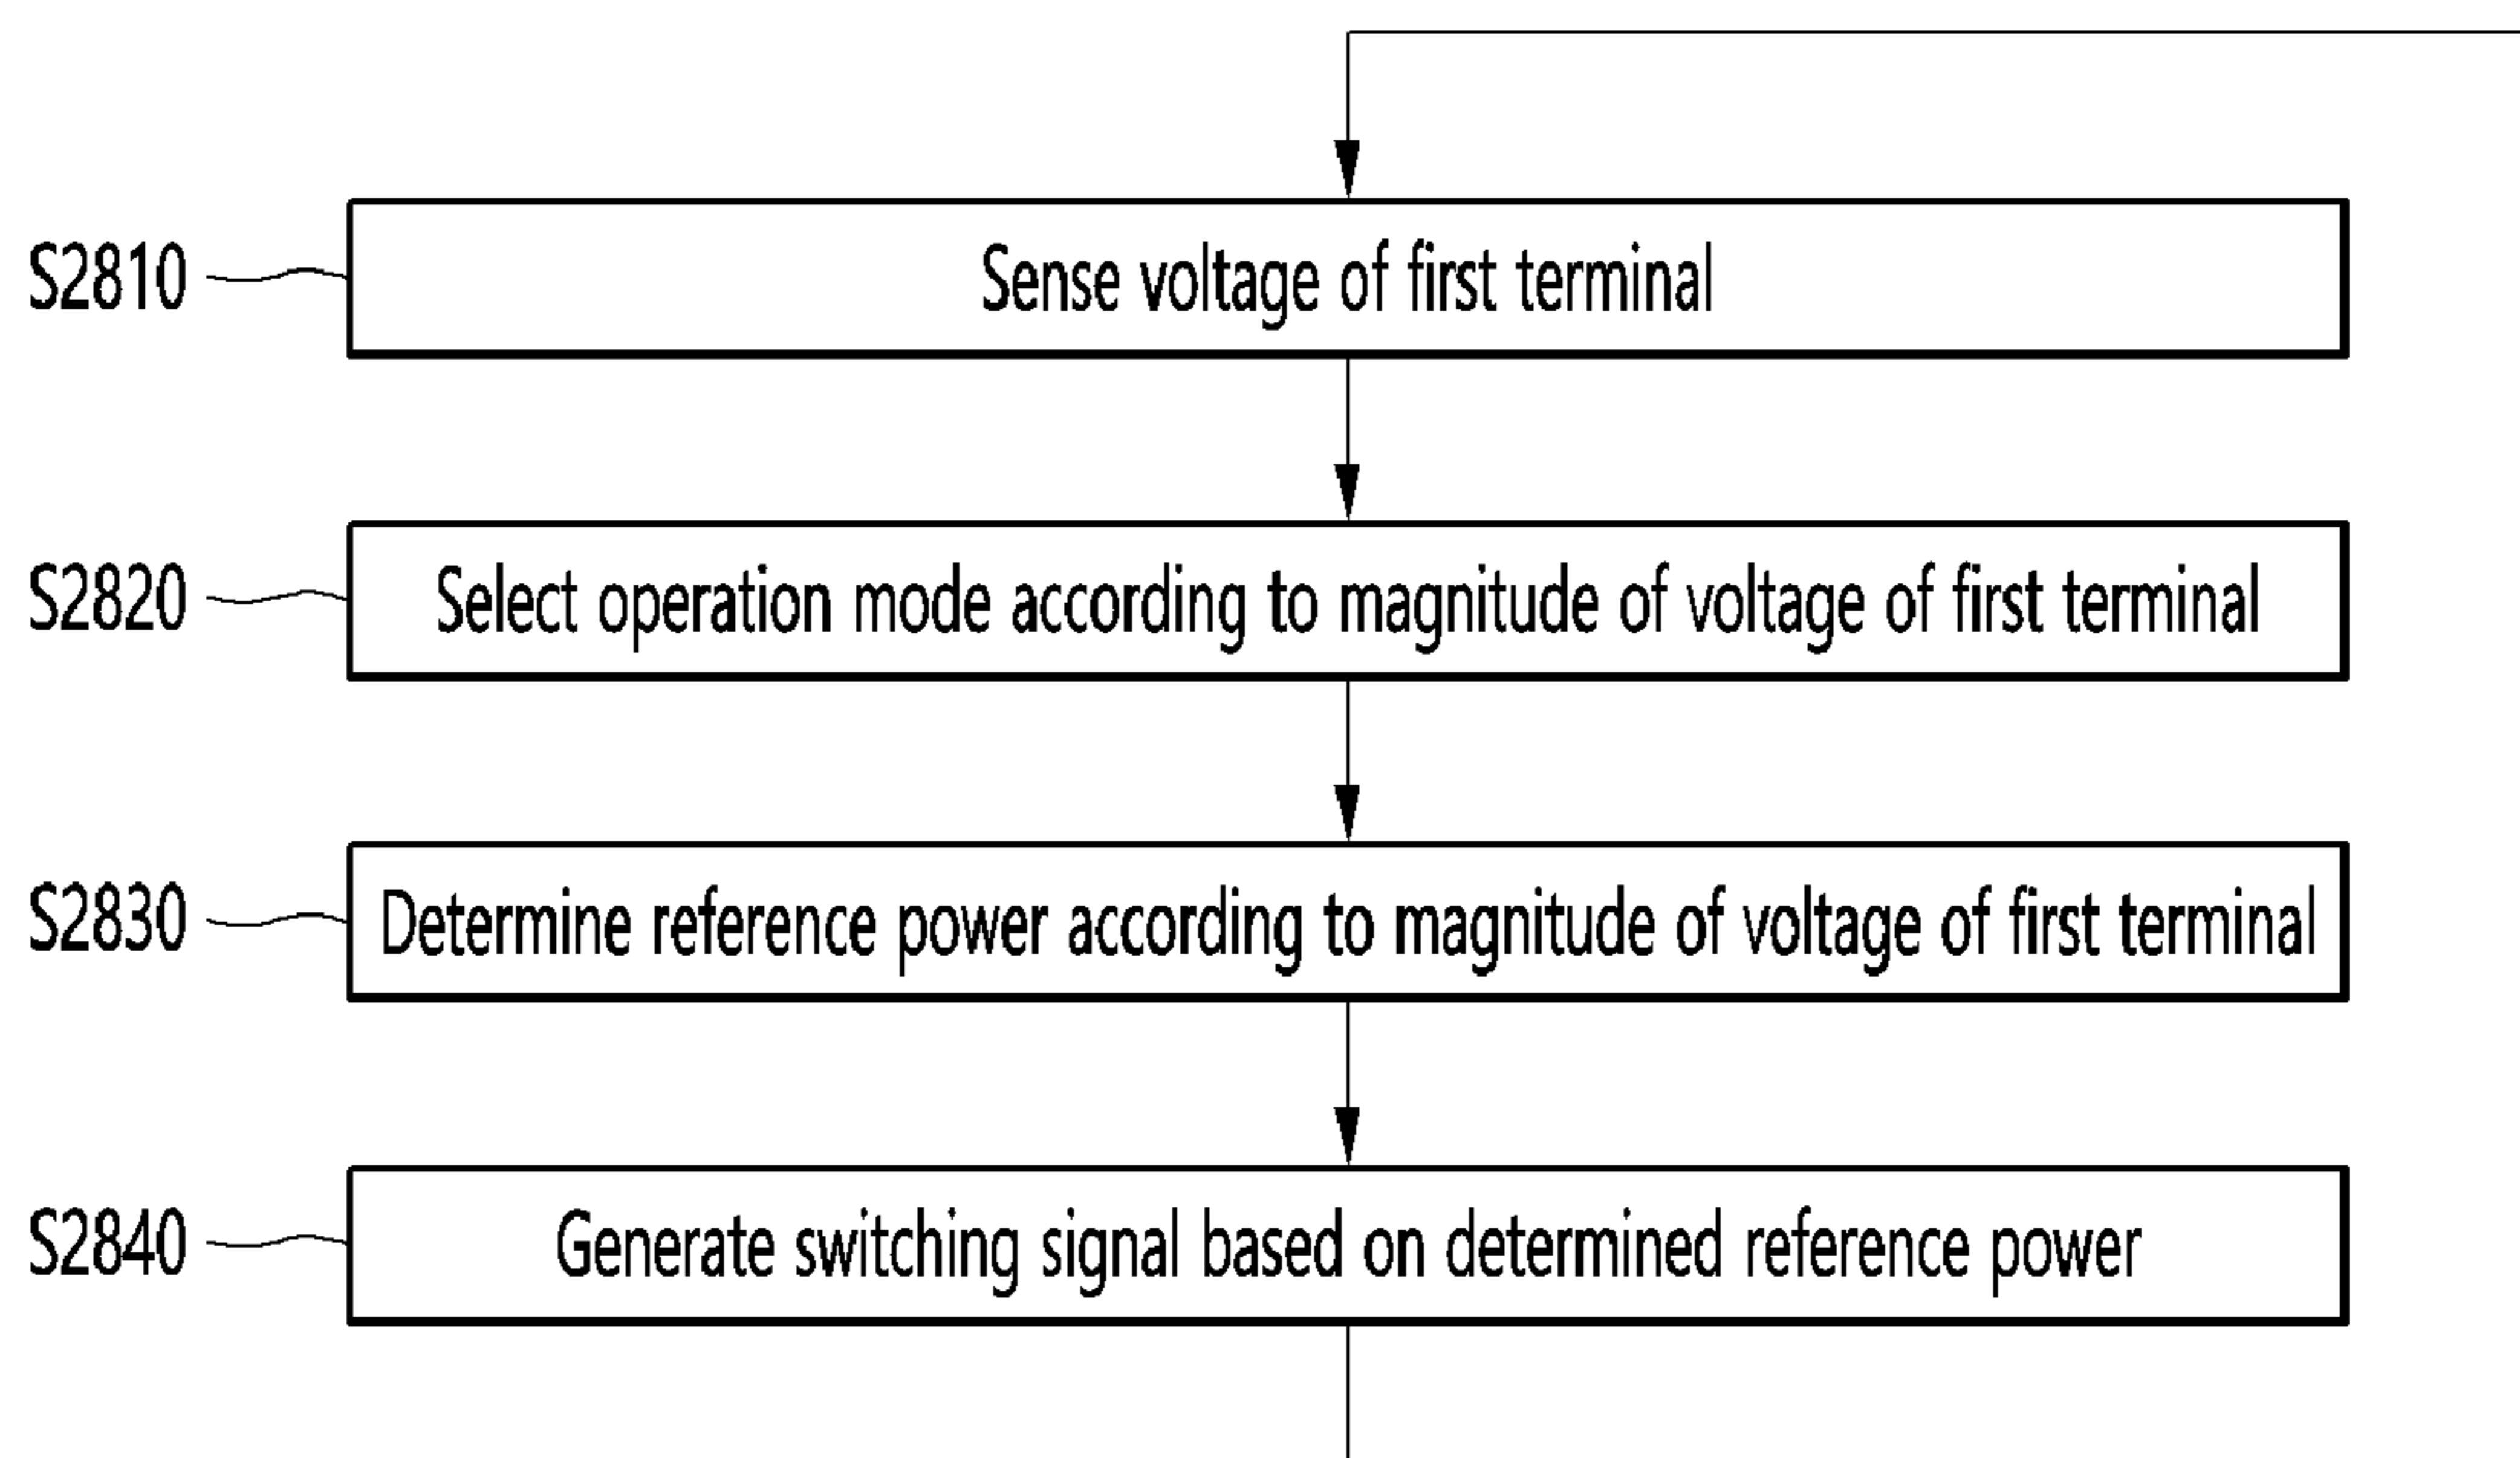 S2810
Sense voltage of first terminal
S2820
Select operation mode according to magnitude of voltage of first terminal
S2830
Determine reference power according to magnitude of voltage of first terminal
S2840
Generate switching signal based on determined reference power